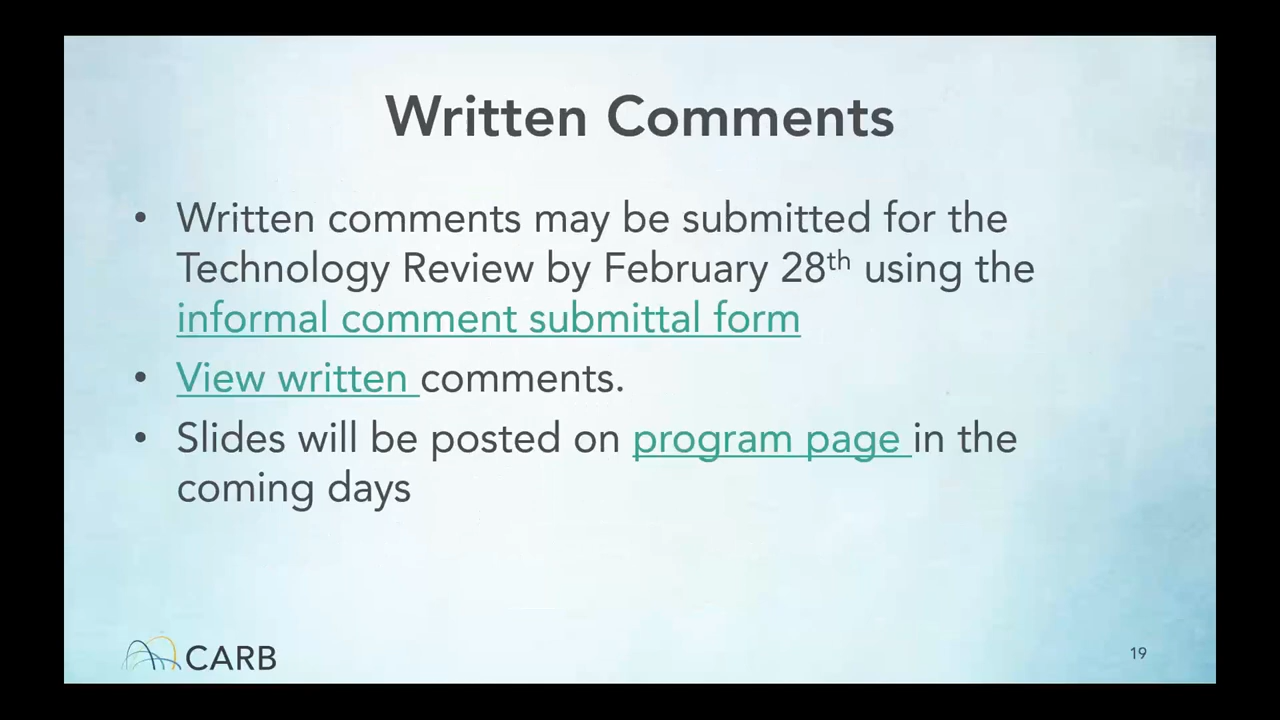 Written Comments
• Written comments may be submitted for the
Technology Review by February 28th using the
informal comment submittal form
• View written comments.
• Slides will be posted on program page in the
coming days
CARB
19